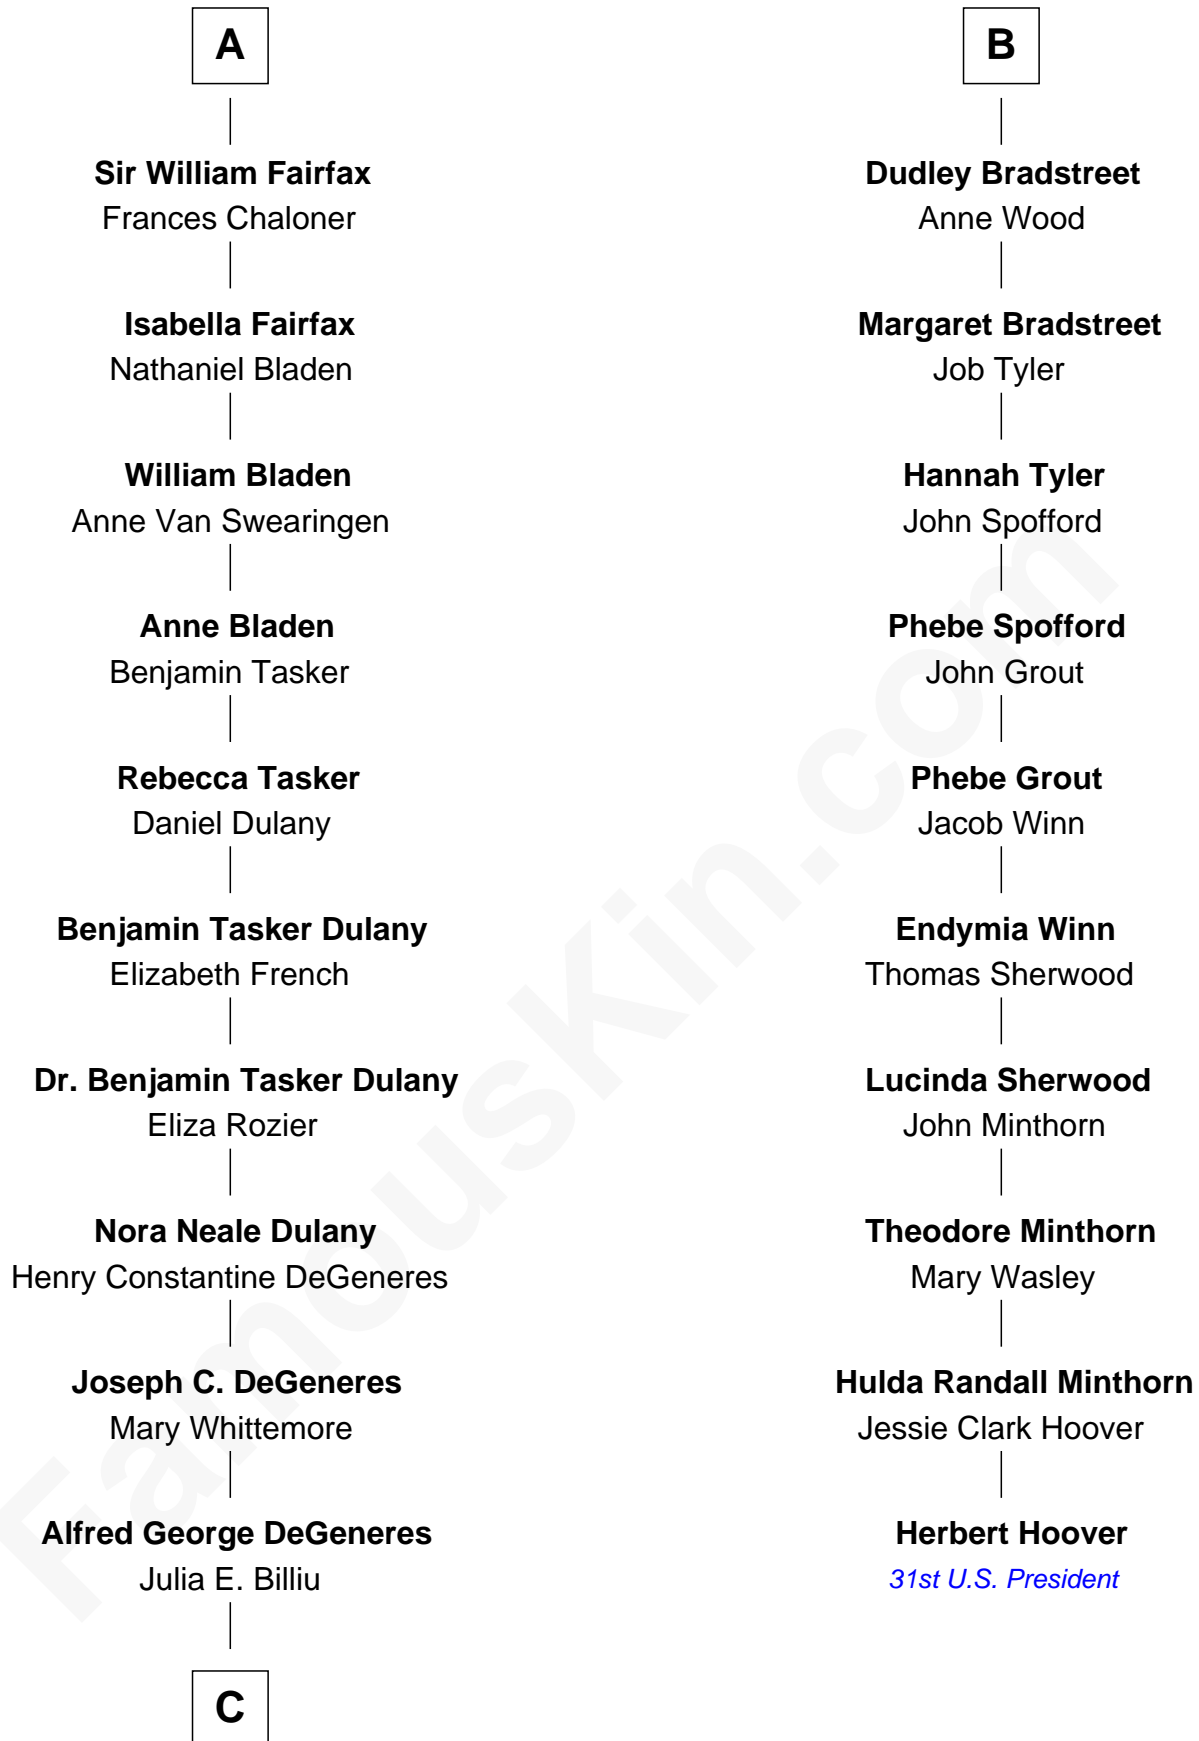 A
Sir William Fairfax
Frances Chaloner
Isabella Fairfax
Nathaniel Bladen
William Bladen
Anne Van Swearingen
Anne Bladen
Benjamin Tasker
Rebecca Tasker
Daniel Dulany
Benjamin Tasker Dulany
Elizabeth French
Dr. Benjamin Tasker Dulany
Eliza Rozier
Nora Neale Dulany
Henry Constantine DeGeneres
Joseph C. DeGeneres
Mary Whittemore
Alfred George DeGeneres
Julia E. Billiu
C
B
Dudley Bradstreet
Anne Wood
Margaret Bradstreet
Job Tyler
Hannah Tyler
John Spofford
Phebe Spofford
John Grout
Phebe Grout
Jacob Winn
Endymia Winn
Thomas Sherwood
Lucinda Sherwood
John Minthorn
Theodore Minthorn
Mary Wasley
Hulda Randall Minthorn
Jessie Clark Hoover
Herbert Hoover
31st U.S. President
FamousKin.com